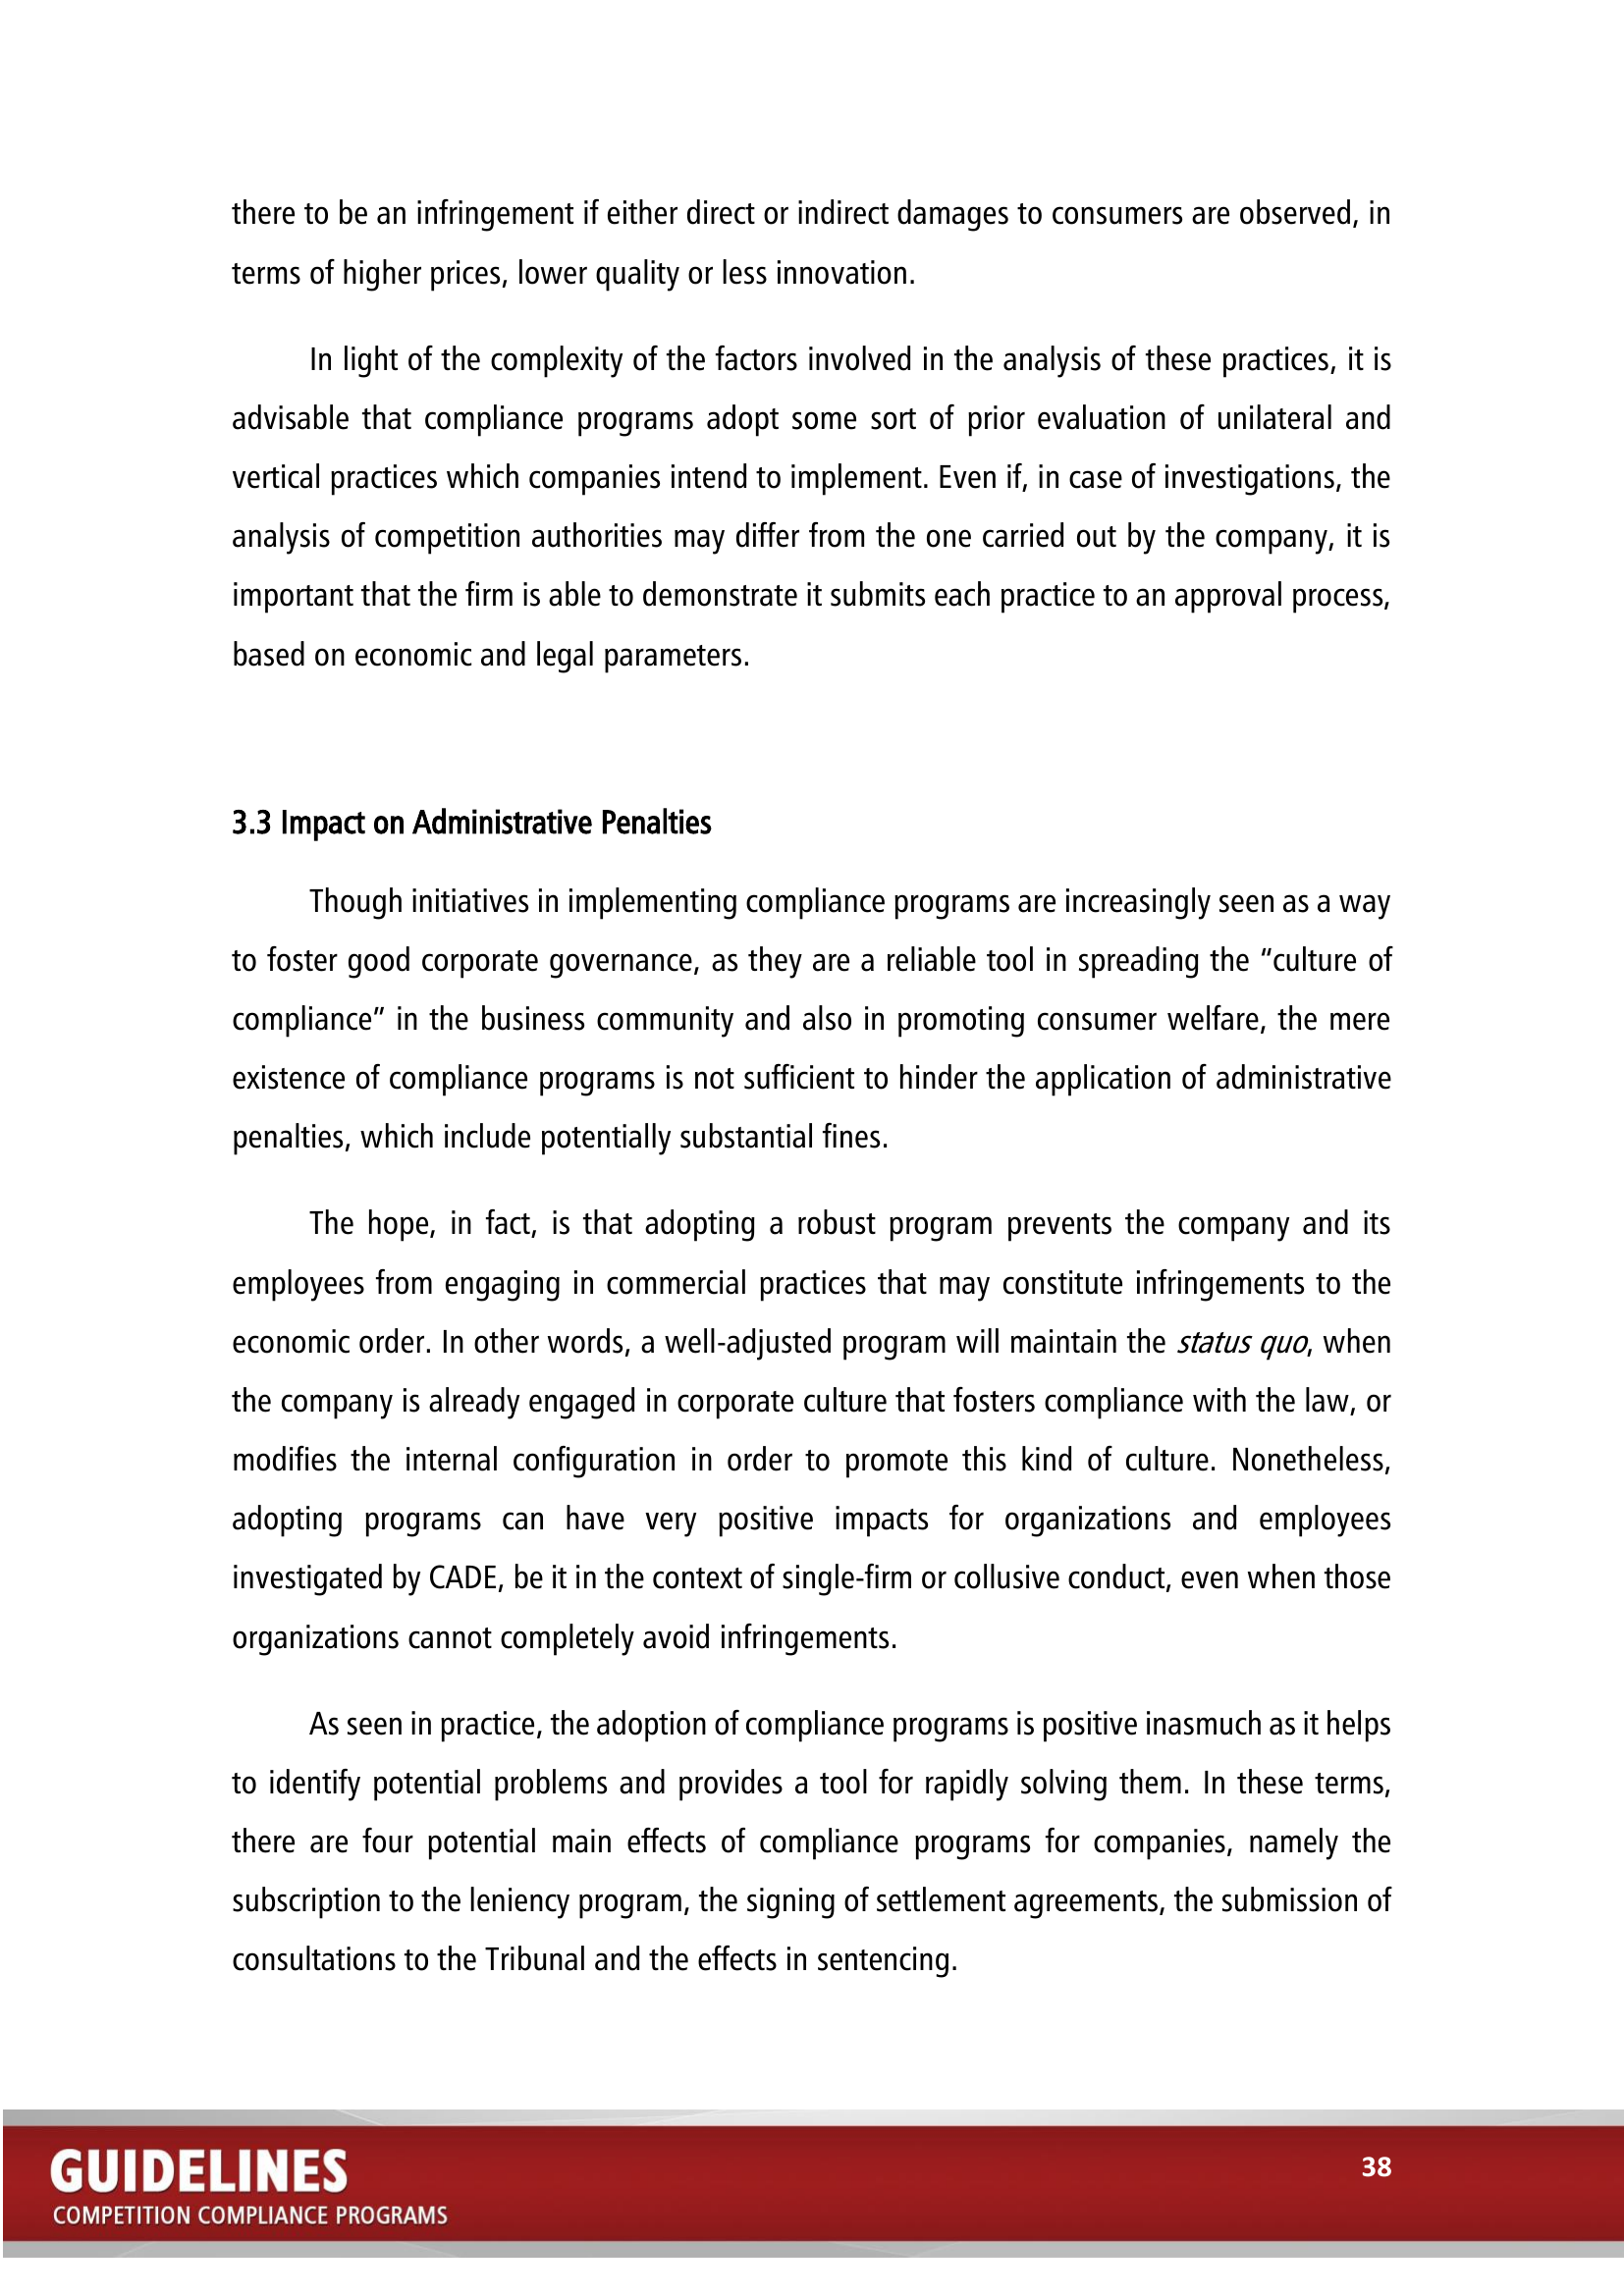 there to be an infringement if either direct or indirect damages to consumers are observed, in
terms of higher prices, lower quality or less innovation.
In light of the complexity of the factors involved in the analysis of these practices, it is
advisable that compliance programs adopt some sort of prior evaluation of unilateral and
vertical practices which companies intend to implement. Even if, in case of investigations, the
analysis of competition authorities may differ from the one carried out by the company, it is
important that the firm is able to demonstrate it submits each practice to an approval process,
based on economic and legal parameters.
3.3 Impact on Administrative Penalties
Though initiatives in implementing compliance programs are increasingly seen as a way
to foster good corporate governance, as they are a reliable tool in spreading the “culture of
compliance” in the business community and also in promoting consumer welfare, the mere
existence of compliance programs is not sufficient to hinder the application of administrative
penalties, which include potentially substantial fines.
The hope, in fact, is that adopting a robust program prevents the company and its
employees from engaging in commercial practices that may constitute infringements to the
economic order. In other words, a well-adjusted program will maintain the status quo, when
the company is already engaged in corporate culture that fosters compliance with the law, or
modifies the internal configuration in order to promote this kind of culture. Nonetheless,
adopting programs can have very positive impacts for organizations and employees
investigated by CADE, be it in the context of single-firm or collusive conduct, even when those
organizations cannot completely avoid infringements.
As seen in practice, the adoption of compliance programs is positive inasmuch as it helps
to identify potential problems and provides a tool for rapidly solving them. In these terms,
there are four potential main effects of compliance programs for companies, namely the
subscription to the leniency program, the signing of settlement agreements, the submission of
consultations to the Tribunal and the effects in sentencing.
GUIDELINES
COMPETITION COMPLIANCE PROGRAMS
38